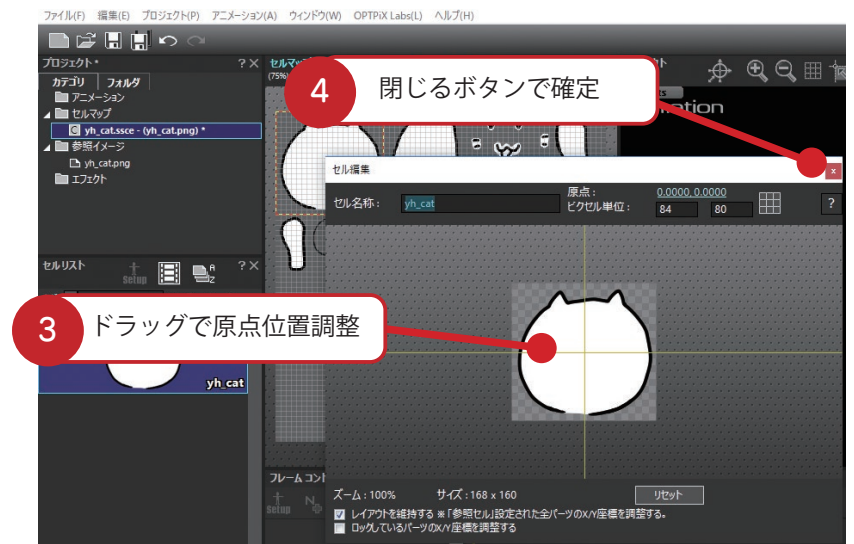 ファイル(F) 編集(E) プロジェクト(P) アニメーション(A) ウィンドウ(W) OPTPiX Labs(L) ヘルプ(H)
プロジェクト *
カテゴリ フォルダ
アニメーション
セルマップ
yh_cat.ssce - (yh_cat.png) *
参照イメージ
yh_cat.png
エフェクト
セルマップ
(75%)
4 閉じるボタンで確定
セル編集
セル名称 : yh_cat
原点 : 0.0000, 0.0000
ピクセル単位 : 84 80
?
セルリスト
Setup
3 ドラッグで原点位置調整
yh_cat
フレームコント
Setup
ズーム : 100% サイズ : 168 x 160 リセット
レイアウトを維持する ※「参照セル」設定された全パーツのX/Y座標を調整する。
ロックしているパーツのX/Y座標を調整する